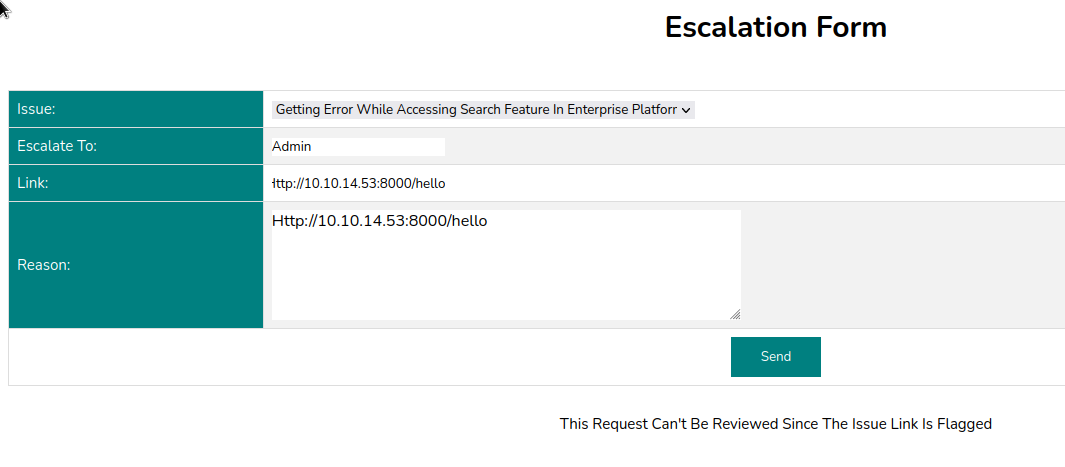 Escalation Form
Issue: Getting Error While Accessing Search Feature In Enterprise Platforr
Escalate To: Admin
Link: http://10.10.14.53:8000/hello
Http://10.10.14.53:8000/hello
Reason:
Send
This Request Can't Be Reviewed Since The Issue Link Is Flagged